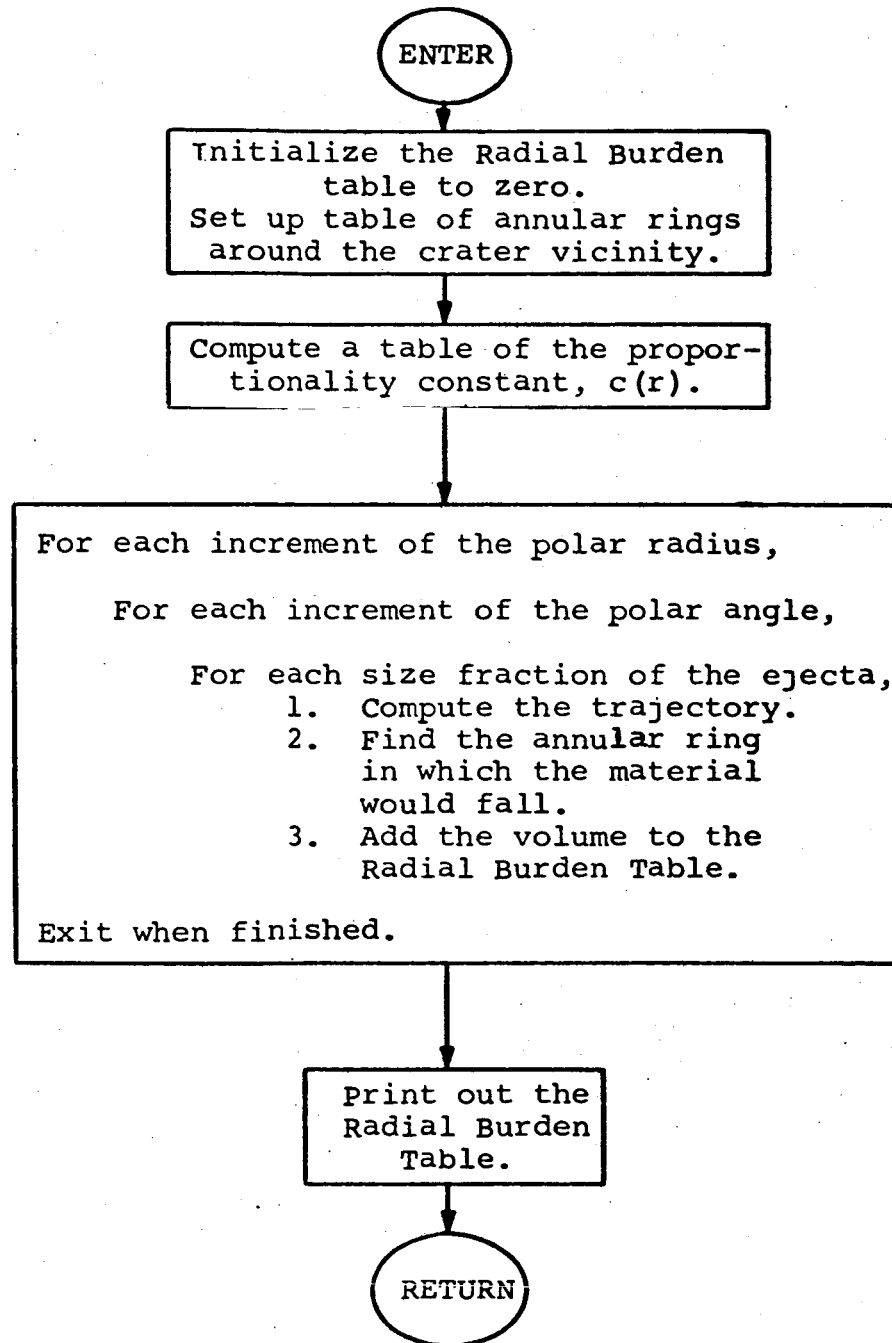 ENTER
Initialize the Radial Burden
table to zero.
Set up table of annular rings
around the crater vicinity.
Compute a table of the propor-
tionality constant, c(r).
For each increment of the polar radius,
For each increment of the polar angle,
For each size fraction of the ejecta,
1. Compute the trajectory.
2. Find the annular ring
in which the material
would fall.
3. Add the volume to the
Radial Burden Table.
Exit when finished.
Print out the
Radial Burden
Table.
RETURN